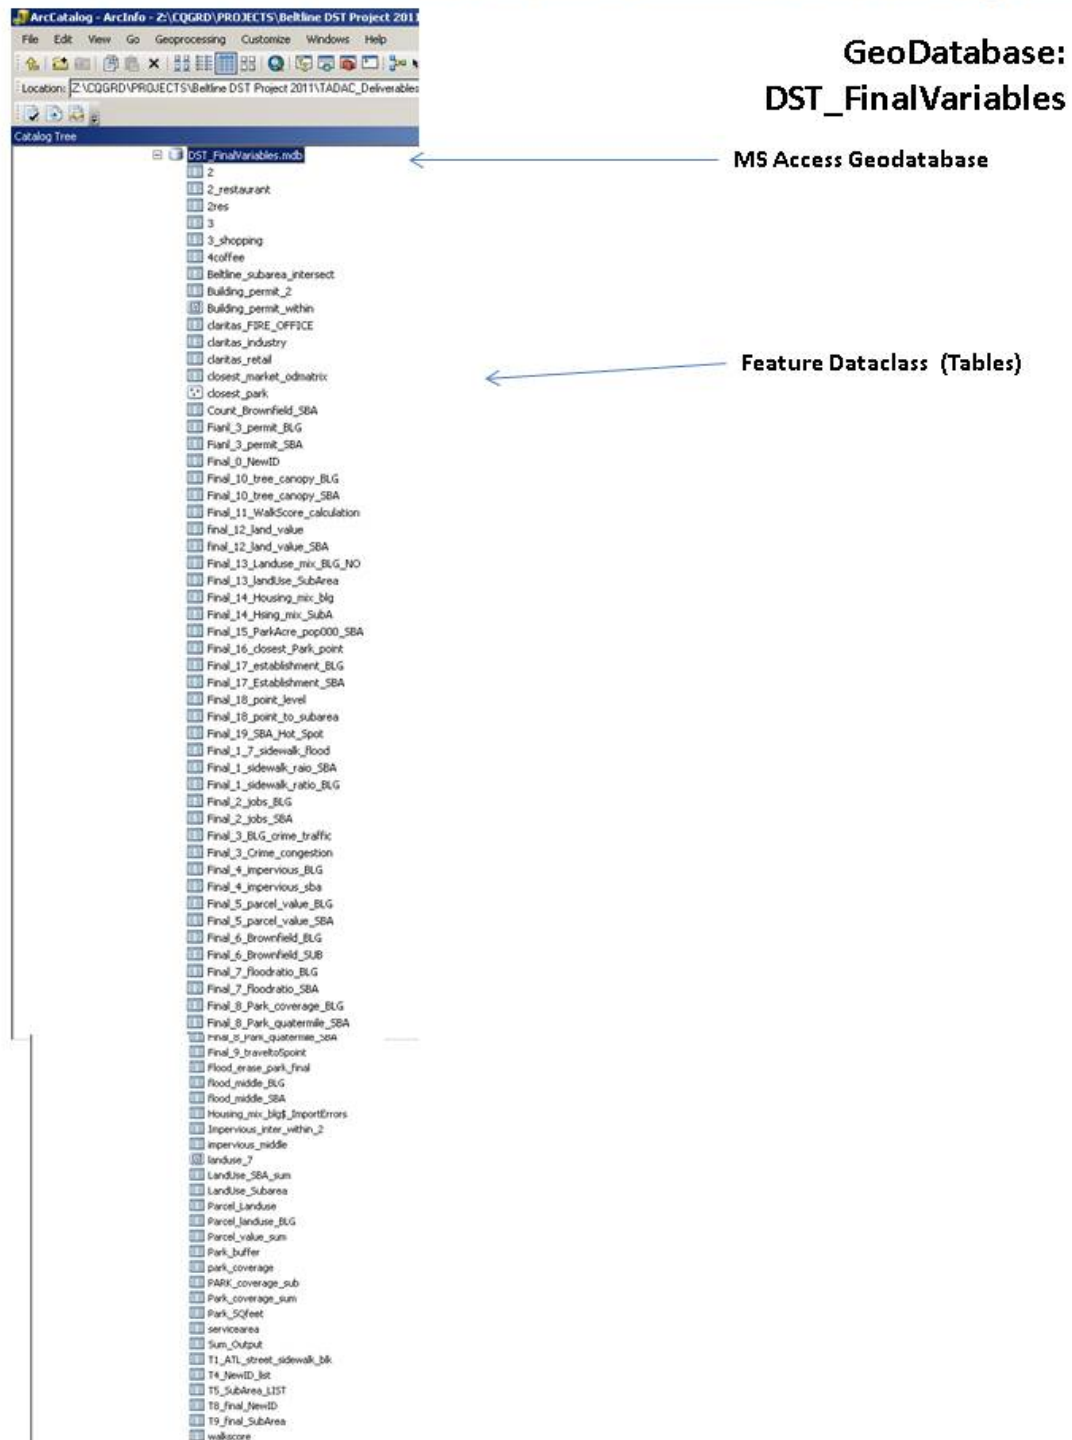 ArcCatalog - ArcInfo - Z:\CQGRD\PROJECTS\Beltline DST Project 2011
File Edit View Go Geoprocessing Customize Windows Help
Location: Z:\CQGRD\PROJECTS\Beltline DST Project 2011\TADAC_Deliverables
Catalog Tree
GeoDatabase:
DST_FinalVariables
DST_FinalVariables.mdb
MS Access Geodatabase
2
2_restaurant
2res
3
3_shopping
4coffee
Beltline_subarea_intersect
Building_permit_2
Building_permit_within
claritas_FIRE_OFFICE
claritas_industry
claritas_retail
closest_market_odmatrix
Feature Dataclass (Tables)
closest_park
Count_Brownfield_SBA
Fianl_3_permit_BLG
Fianl_3_permit_SBA
Final_0_NewID
Final_10_tree_canopy_BLG
Final_10_tree_canopy_SBA
Final_11_WalkScore_calculation
final_12_land_value
final_12_land_value_SBA
Final_13_Landuse_mix_BLG_NO
Final_13_landUse_SubArea
Final_14_Housing_mix_blg
Final_14_Hsing_mix_SubA
Final_15_ParkAcre_pop000_SBA
Final_16_closest_Park_point
Final_17_establishment_BLG
Final_17_Establishment_SBA
Final_18_point_level
Final_18_point_to_subarea
Final_19_SBA_Hot_Spot
Final_1_7_sidewalk_flood
Final_1_sidewalk_raio_SBA
Final_1_sidewalk_ratio_BLG
Final_2_jobs_BLG
Final_2_jobs_SBA
Final_3_BLG_crime_traffic
Final_3_Crime_congestion
Final_4_impervious_BLG
Final_4_impervious_sba
Final_5_parcel_value_BLG
Final_5_parcel_value_SBA
Final_6_Brownfield_BLG
Final_6_Brownfield_SUB
Final_7_floodratio_BLG
Final_7_floodratio_SBA
Final_8_Park_coverage_BLG
Final_8_Park_quatermile_SBA
Final_8_Park_quatermile_SBA
Final_9_travelto5point
Flood_erase_park_final
flood_middle_BLG
flood_middle_SBA
Housing_mix_blg$_ImportErrors
Impervious_inter_within_2
impervious_middle
landuse_7
LandUse_SBA_sum
LandUse_Subarea
Parcel_Landuse
Parcel_landuse_BLG
Parcel_value_sum
Park_buffer
park_coverage
PARK_coverage_sub
Park_coverage_sum
Park_SQfeet
servicearea
Sum_Output
T1_ATL_street_sidewalk_blk
T4_NewID_list
T5_SubArea_LIST
T8_final_NewID
T9_final_SubArea
walkscore